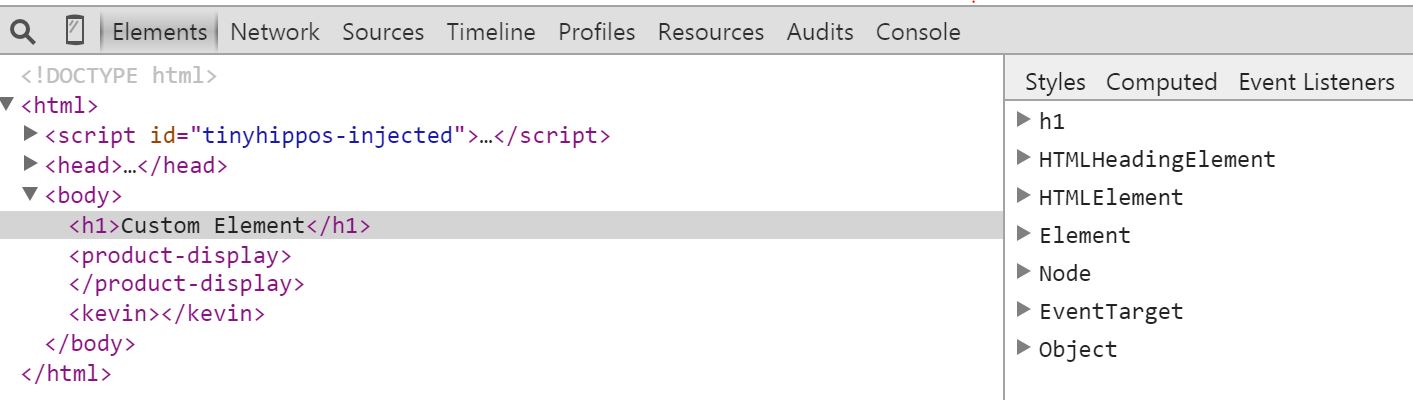 Elements Network Sources Timeline Profiles Resources Audits Console
<!DOCTYPE html>
<html>
<script id="tinyhippos-injected">…</script>
<head>…</head>
<body>
<h1>Custom Element</h1>
<product-display>
</product-display>
<kevin></kevin>
</body>
</html>
Styles Computed Event Listeners
h1
HTMLHeadingElement
HTMLElement
Element
Node
EventTarget
Object